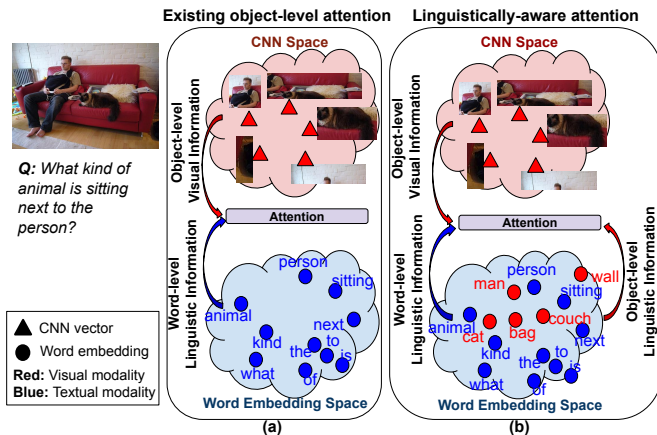 Existing object-level attention
Linguistically-aware attention
Q: What kind of
animal is sitting
next to the
person?
CNN vector
Word embedding
Red: Visual modality
Blue: Textual modality
CNN Space
Object-level
Visual Information
Attention
Word-level
Linguistic Information
person
sitting
animal
next
kind
to
the
is
what
of
Word Embedding Space
(a)
CNN Space
Object-level
Visual Information
Attention
Word-level
Linguistic Information
Object-level
Linguistic Information
person
wall
man
sitting
animal
couch
bag
cat
next
kind
to
the
is
what
of
Word Embedding Space
(b)